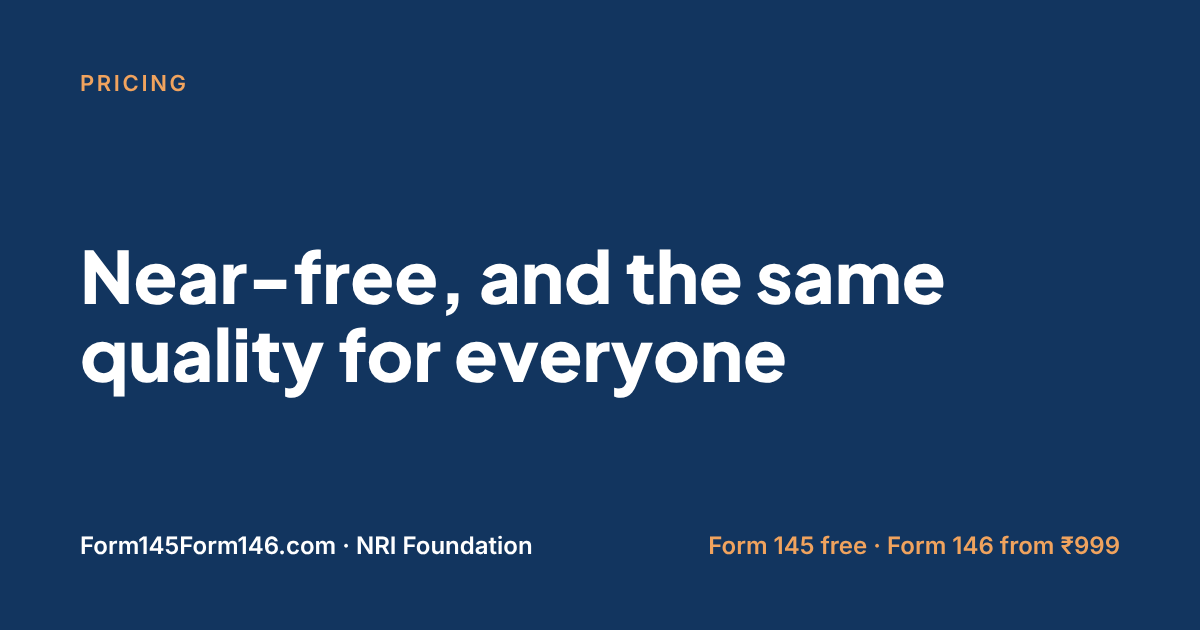 PRICING
Near-free, and the same
quality for everyone
Form145Form146.com · NRI Foundation
Form 145 free · Form 146 from ₹999